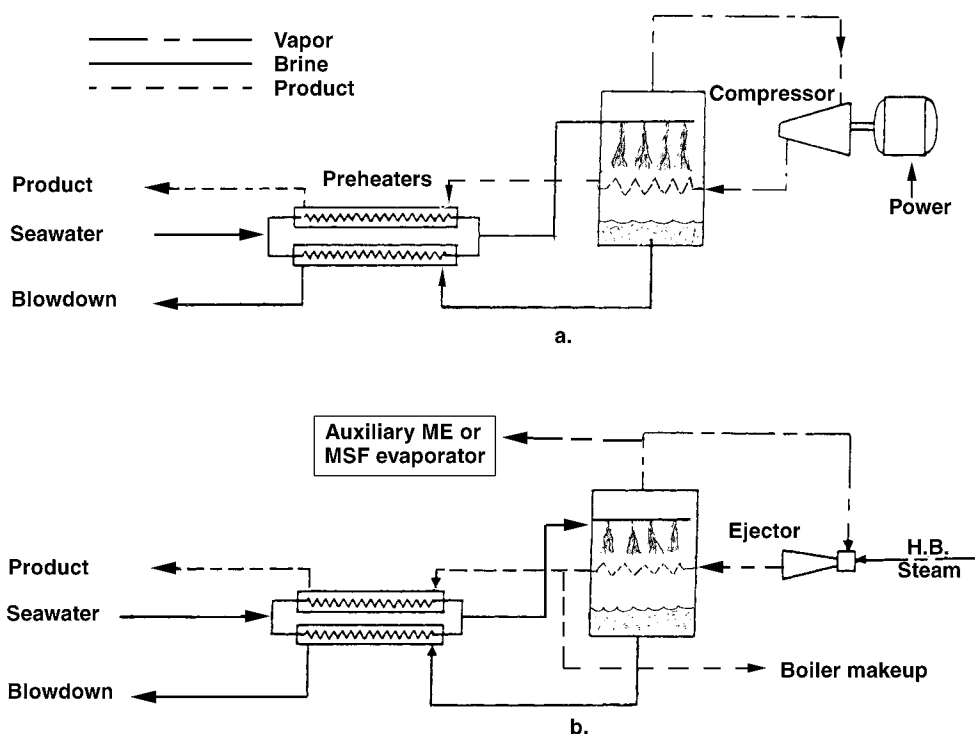 Vapor
Brine
Product
Compressor
Product
Preheaters
Seawater
Power
Blowdown
a.
Auxiliary ME or
MSF evaporator
Ejector
H.B.
Steam
Product
Seawater
Boiler makeup
Blowdown
b.